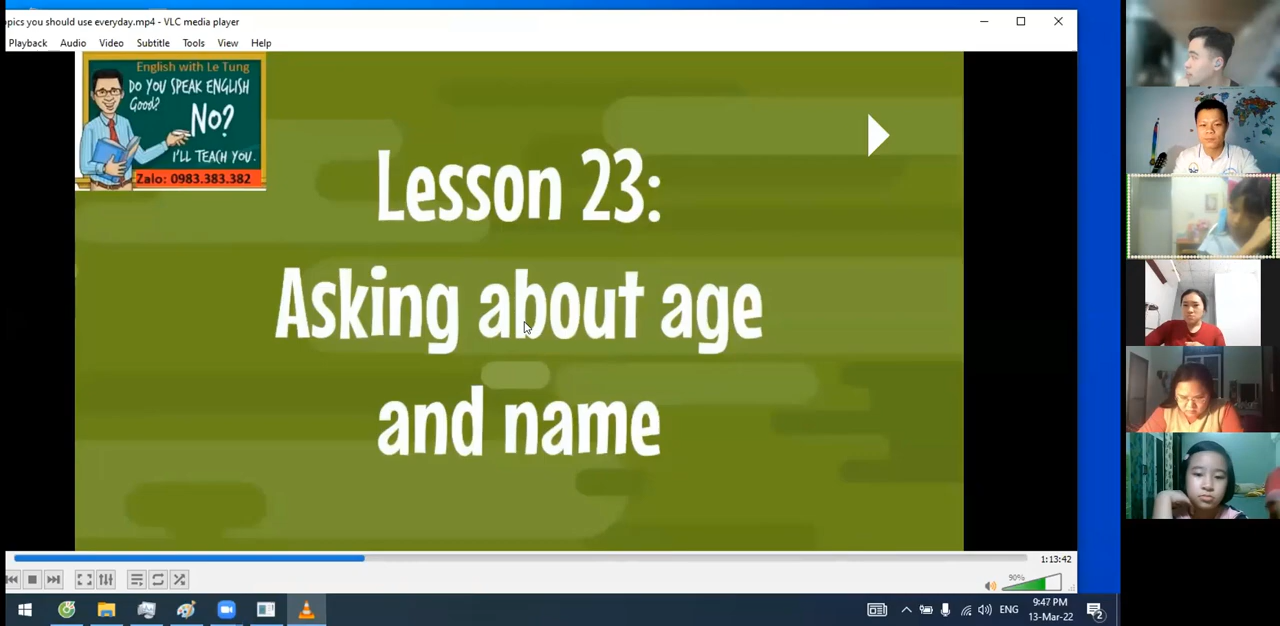 opics you should use everyday.mp4 - VLC media player
Playback Audio Video Subtitle Tools View Help
English with Le Tung
DO YOU SPEAK ENGLISH
Good?
NO?
I'LL TEACH YOU.
Zalo: 0983.383.382
Lesson 23:
Asking about age
and name
1:13:42
90%
ENG
9:47 PM
13-Mar-22
2